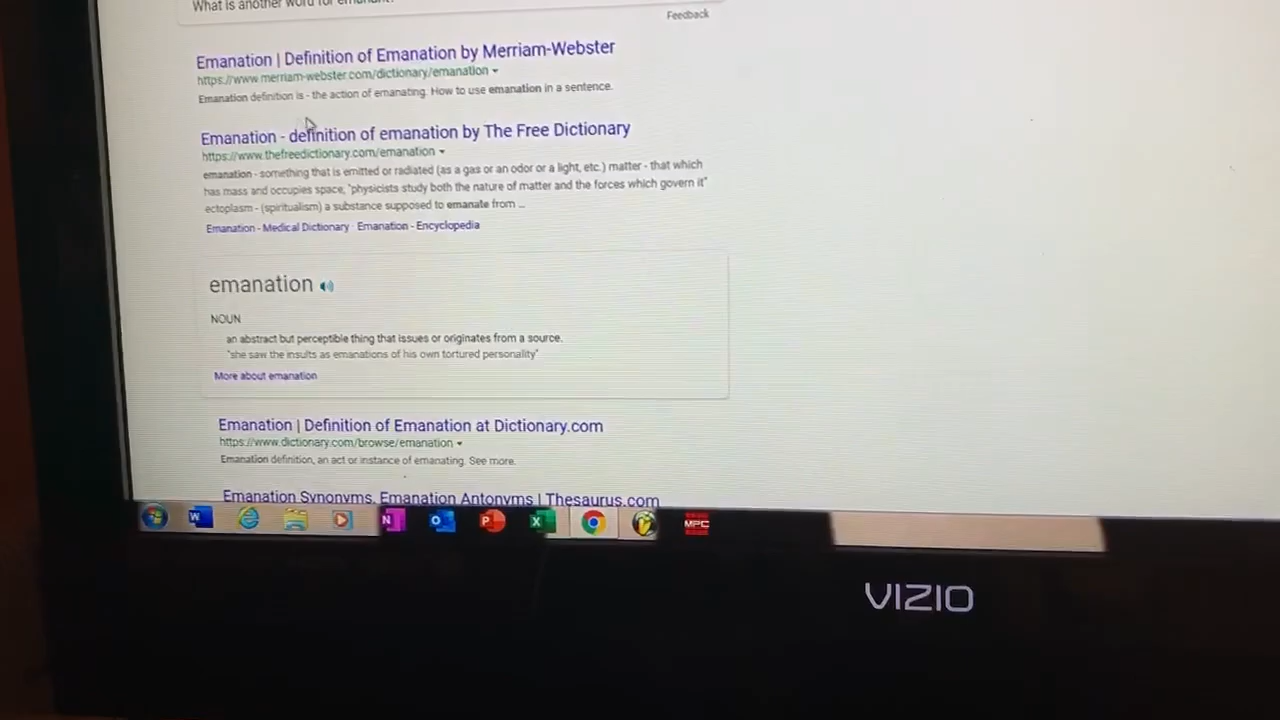 What is another word for emanant?
Feedback
Emanation | Definition of Emanation by Merriam-Webster
https://www.merriam-webster.com/dictionary/emanation
Emanation definition is - the action of emanating. How to use emanation in a sentence.
Emanation - definition of emanation by The Free Dictionary
https://www.thefreedictionary.com/emanation
emanation - something that is emitted or radiated (as a gas or an odor or a light, etc.) matter - that which
has mass and occupies space, "physicists study both the nature of matter and the forces which govern it"
ectoplasm - (spiritualism) a substance supposed to emanate from ...
Emanation - Medical Dictionary · Emanation - Encyclopedia
emanation
NOUN
an abstract but perceptible thing that issues or originates from a source.
"she saw the insults as emanations of his own tortured personality"
More about emanation
Emanation | Definition of Emanation at Dictionary.com
https://www.dictionary.com/browse/emanation
Emanation definition, an act or instance of emanating. See more.
Emanation Synonyms, Emanation Antonyms | Thesaurus.com
W N O P X MPC
VIZIO